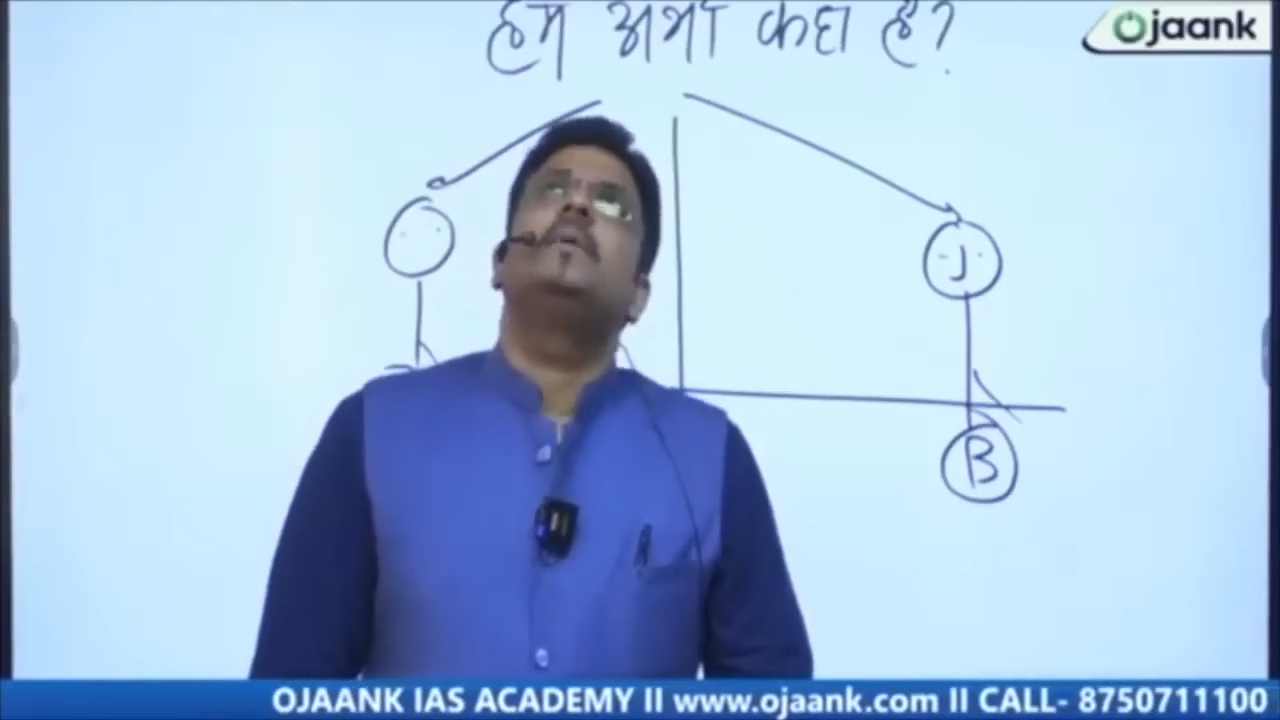 हम अभी कहा है?
Ojaank
J
B
OJAANK IAS ACADEMY II www.ojaank.com II CALL- 8750711100